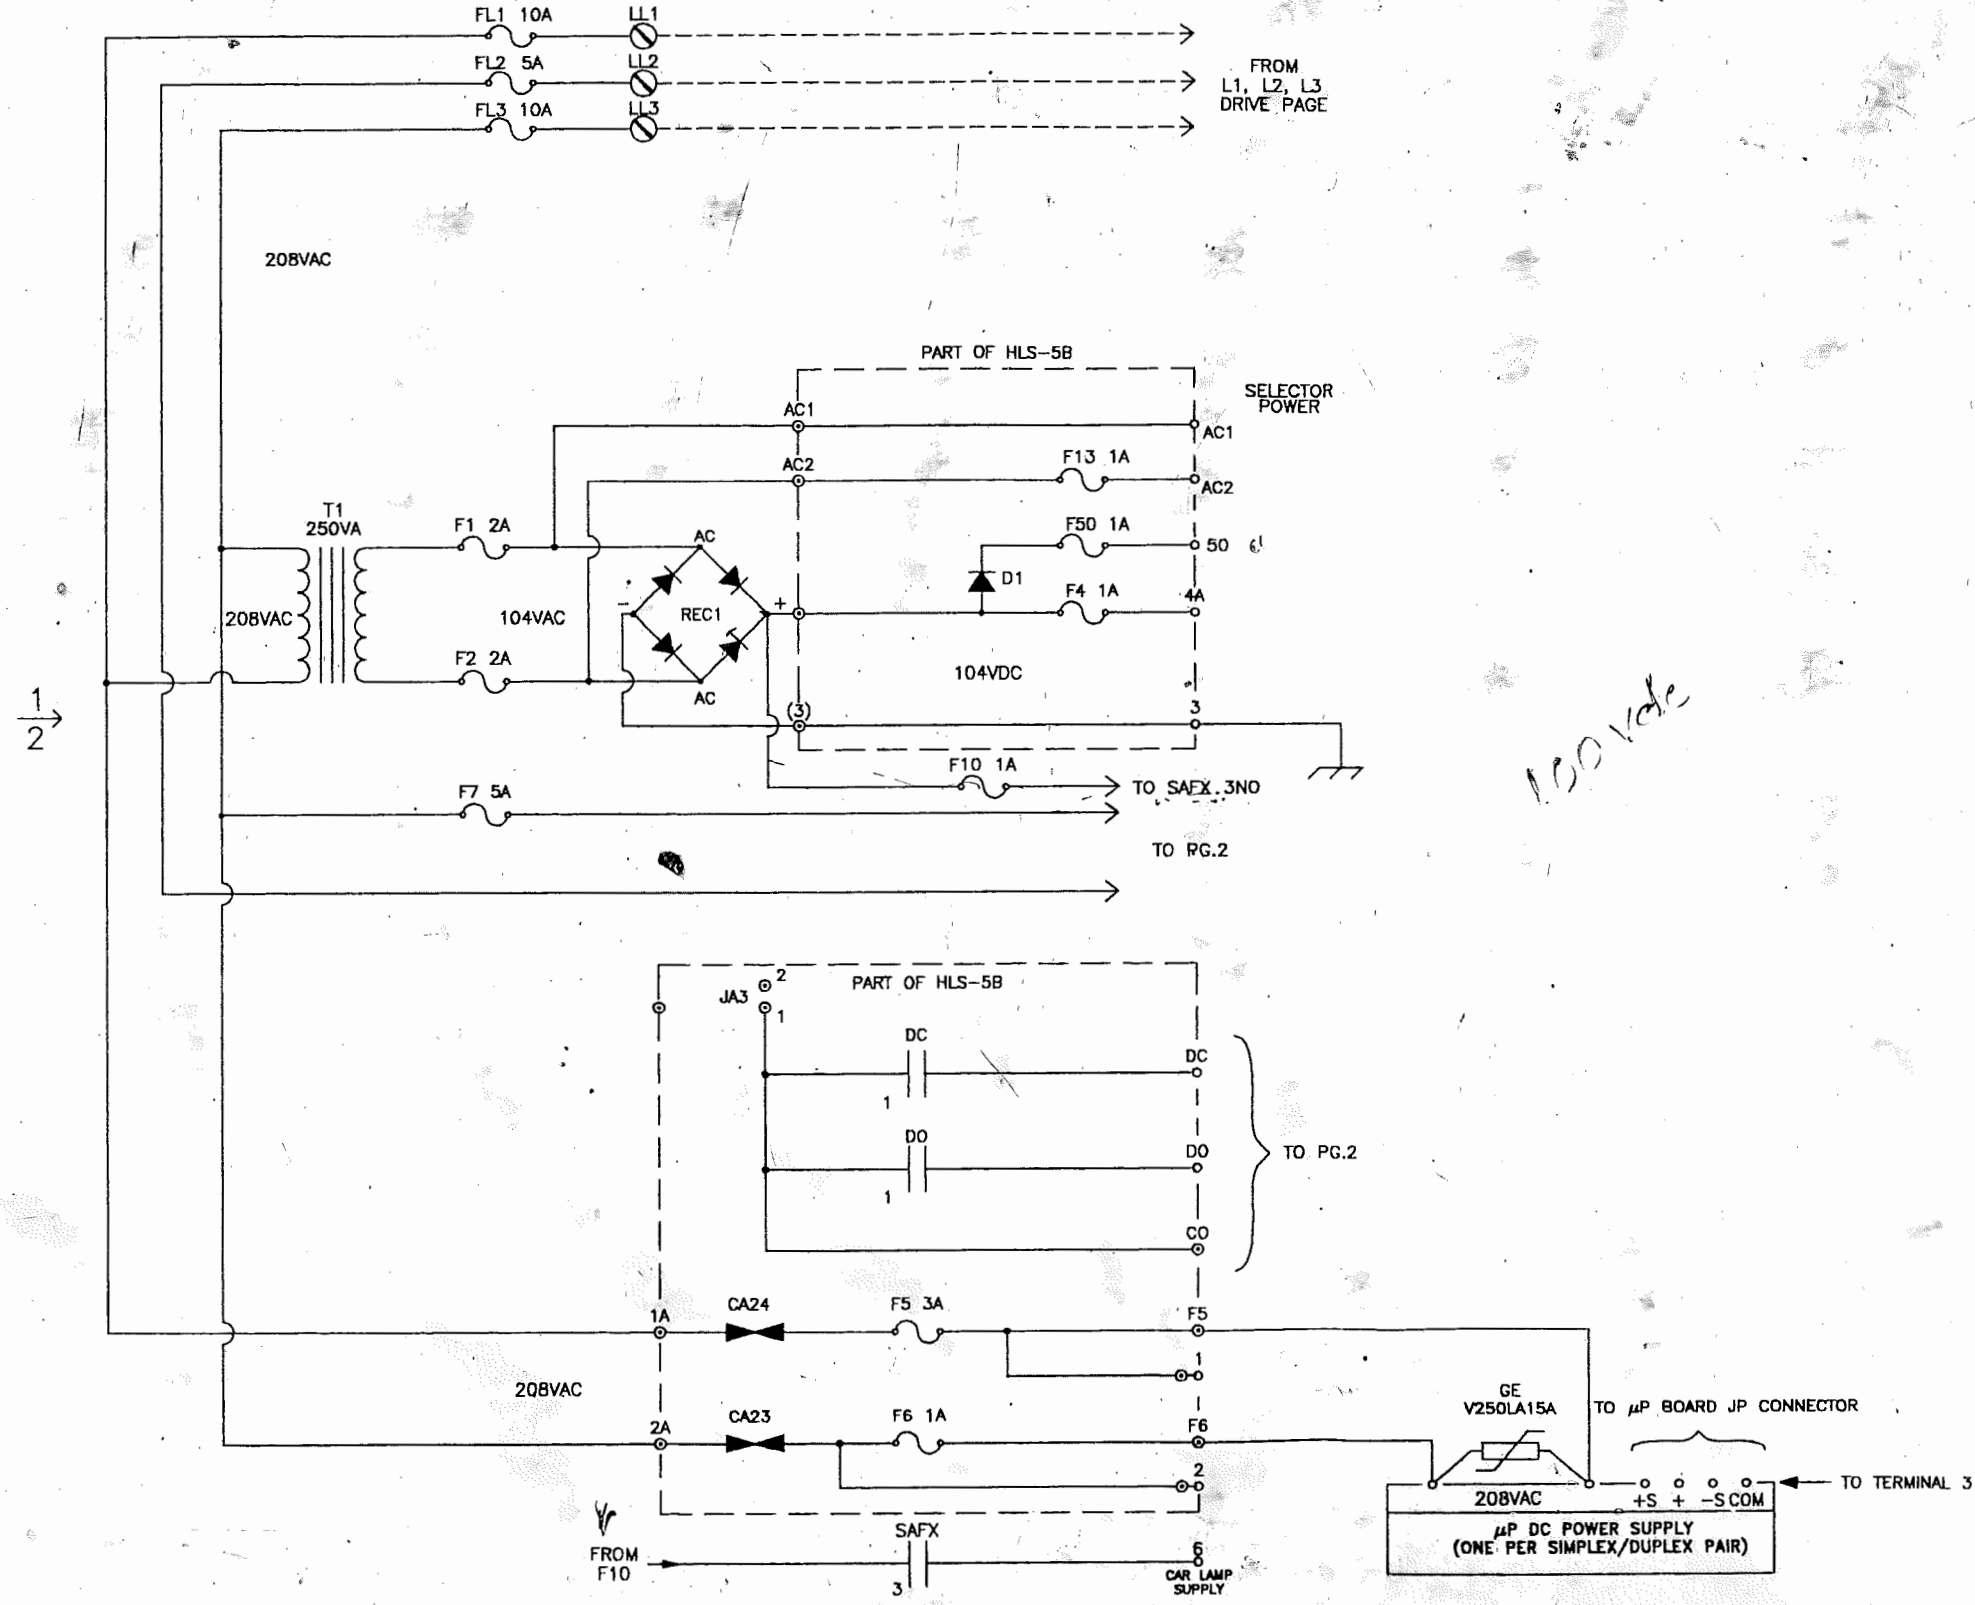 FL1 10A
LL1
FL2 5A
LL2
FROM
L1, L2, L3
DRIVE PAGE
FL3 10A
LL3
208VAC
PART OF HLS-5B
SELECTOR
POWER
AC1
AC1
AC2
F13 1A
AC2
T1
250VA
F1 2A
AC
F50 1A
50
D1
208VAC
104VAC
REC1
-
+
F4 1A
4A
F2 2A
AC
104VDC
1
2
(3)
3
F10 1A
TO SAFX.3NO
F7 5A
TO PG.2
JA3
2
1
PART OF HLS-5B
DC
1
DC
DO
1
DO
TO PG.2
CO
1A
CA24
F5 3A
F5
1
208VAC
2A
CA23
F6 1A
F6
2
GE
V250LA15A
TO µP BOARD JP CONNECTOR
208VAC
+S + -S COM
TO TERMINAL 3
µP DC POWER SUPPLY
(ONE PER SIMPLEX/DUPLEX PAIR)
FROM
F10
SAFX
3
6
CAR LAMP
SUPPLY